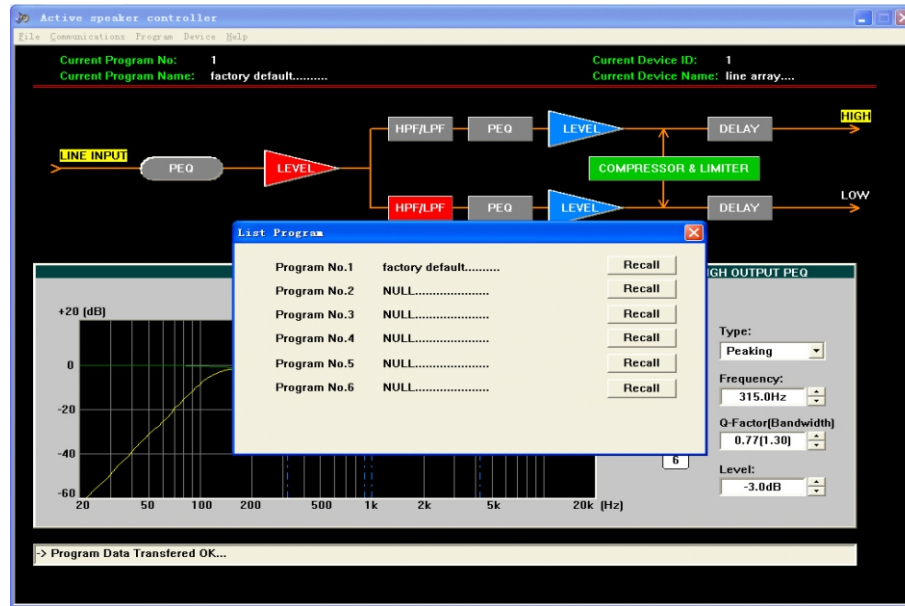 Active speaker controller
File Communications Program Device Help
Current Program No: 1
Current Program Name: factory default.........
Current Device ID: 1
Current Device Name: line array....
LINE INPUT
PEQ
LEVEL
HPF/LPF
PEQ
LEVEL
DELAY
HIGH
COMPRESSOR & LIMITER
HPF/LPF
PEQ
LEVEL
DELAY
LOW
List Program
Program No.1 factory default......... Recall
Program No.2 NULL................... Recall
Program No.3 NULL................... Recall
Program No.4 NULL................... Recall
Program No.5 NULL................... Recall
Program No.6 NULL................... Recall
GH OUTPUT PEQ
+20 (dB)
0
-20
-40
-60
20 50 100 200 500 1k 2k 5k 20k (Hz)
6
Type:
Peaking
Frequency:
315.0Hz
Q-Factor(Bandwidth)
0.77(1.30)
Level:
-3.0dB
-> Program Data Transfered OK...